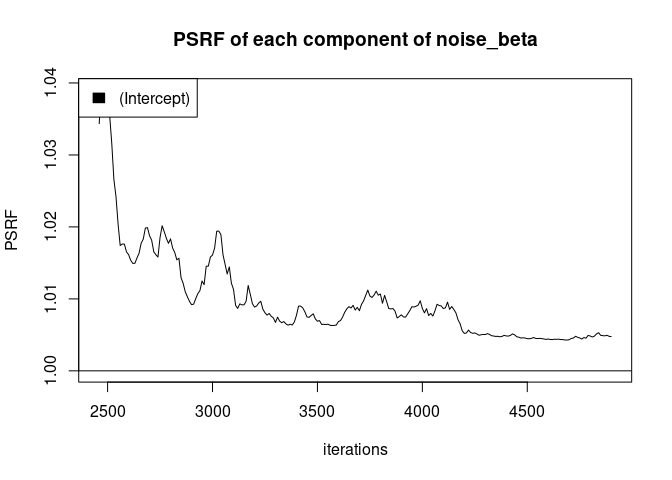 PSRF of each component of noise_beta
(Intercept)
1.04
1.03
1.02
1.01
1.00
PSRF
2500 3000 3500 4000 4500
iterations